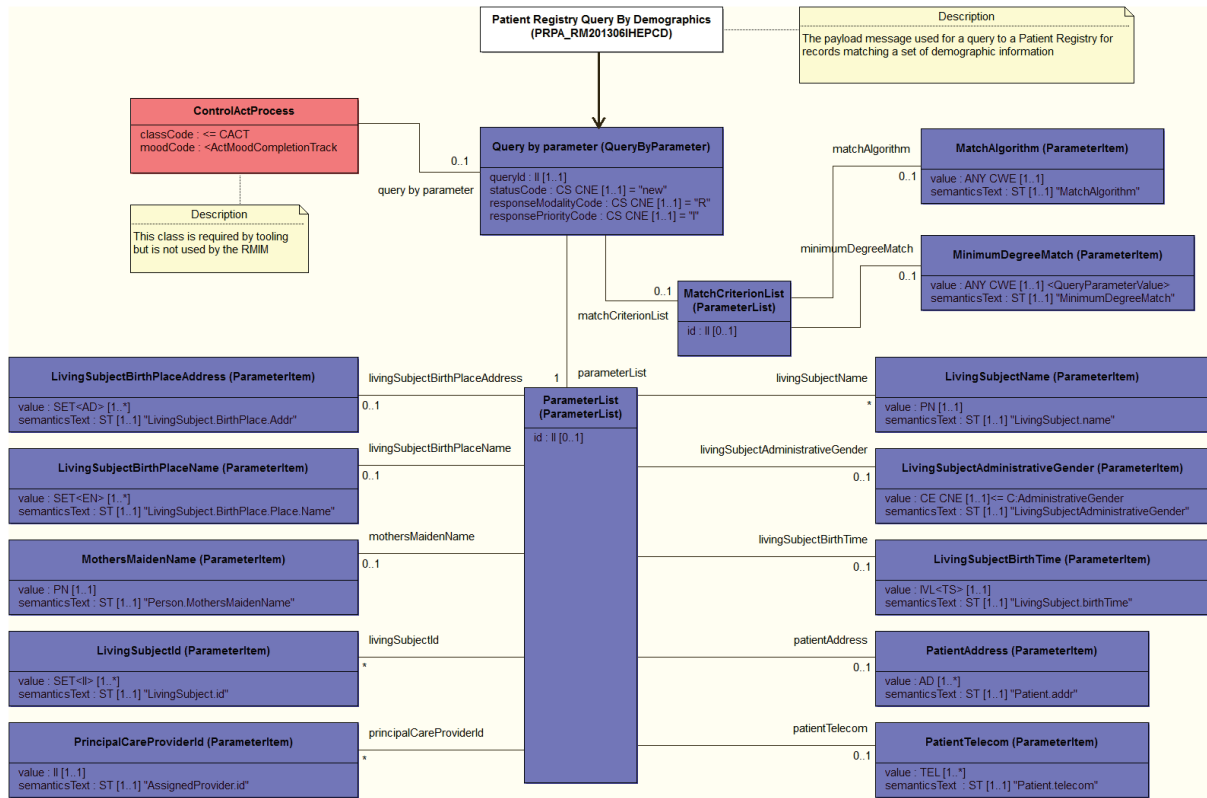 Patient Registry Query By Demographics
(PRPA_RM201306IHEPCD)
Description
The payload message used for a query to a Patient Registry for
records matching a set of demographic information
ControlActProcess
classCode : <= CACT
moodCode : <ActMoodCompletionTrack
0..1
query by parameter
Description
This class is required by tooling
but is not used by the RMIM
Query by parameter (QueryByParameter)
queryId : II [1..1]
statusCode : CS CNE [1..1] = "new"
responseModalityCode : CS CNE [1..1] = "R"
responsePriorityCode : CS CNE [1..1] = "I"
matchAlgorithm
0..1
MatchAlgorithm (ParameterItem)
value : ANY CWE [1..1]
semanticsText : ST [1..1] "MatchAlgorithm"
minimumDegreeMatch
0..1
MinimumDegreeMatch (ParameterItem)
value : ANY CWE [1..1] <QueryParameterValue>
semanticsText : ST [1..1] "MinimumDegreeMatch"
0..1
matchCriterionList
MatchCriterionList
(ParameterList)
id : II [0..1]
1
parameterList
ParameterList
(ParameterList)
id : II [0..1]
LivingSubjectBirthPlaceAddress (ParameterItem)
value : SET<AD> [1..*]
semanticsText : ST [1..1] "LivingSubject.BirthPlace.Addr"
livingSubjectBirthPlaceAddress
0..1
livingSubjectName
*
LivingSubjectName (ParameterItem)
value : PN [1..1]
semanticsText : ST [1..1] "LivingSubject.name"
LivingSubjectBirthPlaceName (ParameterItem)
value : SET<EN> [1..*]
semanticsText : ST [1..1] "LivingSubject.BirthPlace.Place.Name"
livingSubjectBirthPlaceName
0..1
livingSubjectAdministrativeGender
0..1
LivingSubjectAdministrativeGender (ParameterItem)
value : CE CNE [1..1]<= C:AdministrativeGender
semanticsText : ST [1..1] "LivingSubjectAdministrativeGender"
MothersMaidenName (ParameterItem)
value : PN [1..1]
semanticsText : ST [1..1] "Person.MothersMaidenName"
mothersMaidenName
0..1
livingSubjectBirthTime
0..1
LivingSubjectBirthTime (ParameterItem)
value : IVL<TS> [1..1]
semanticsText : ST [1..1] "LivingSubject.birthTime"
LivingSubjectId (ParameterItem)
value : SET<II> [1..*]
semanticsText : ST [1..1] "LivingSubject.id"
livingSubjectId
*
patientAddress
0..1
PatientAddress (ParameterItem)
value : AD [1..*]
semanticsText : ST [1..1] "Patient.addr"
PrincipalCareProviderId (ParameterItem)
value : II [1..1]
semanticsText : ST [1..1] "AssignedProvider.id"
principalCareProviderId
*
patientTelecom
0..1
PatientTelecom (ParameterItem)
value : TEL [1..*]
semanticsText : ST [1..1] "Patient.telecom"